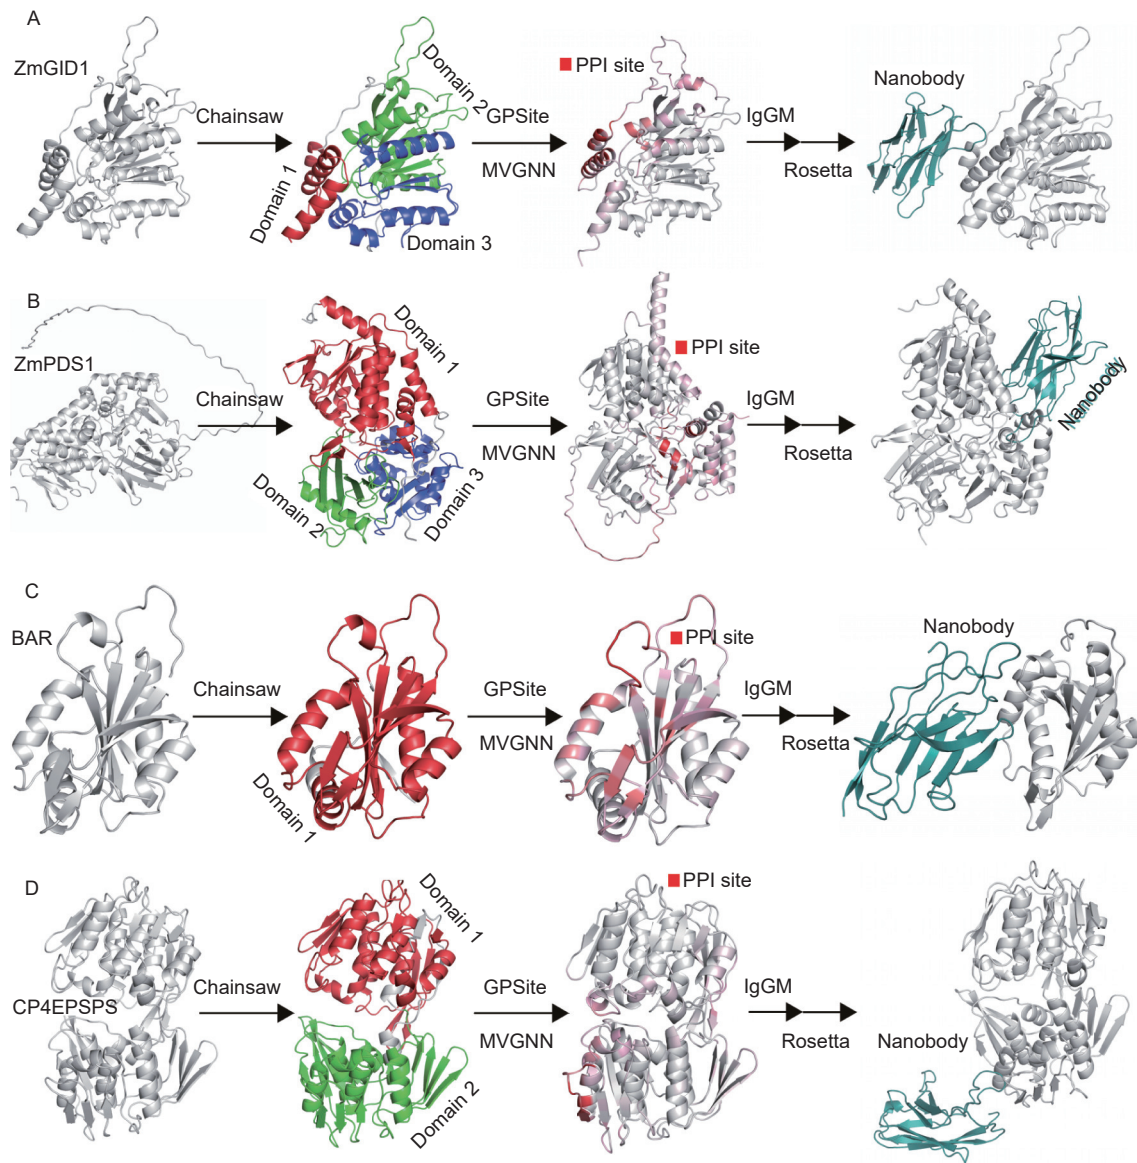 A
ZmGID1
Chainsaw
Domain 1
Domain 2
Domain 3
GPSite
MVGNN
PPI site
IgGM
Rosetta
Nanobody
B
ZmPDS1
Chainsaw
Domain 1
Domain 2
Domain 3
GPSite
MVGNN
PPI site
IgGM
Rosetta
Nanobody
C
BAR
Chainsaw
Domain 1
GPSite
MVGNN
PPI site
IgGM
Rosetta
Nanobody
D
CP4EPSPS
Chainsaw
Domain 1
Domain 2
GPSite
MVGNN
PPI site
IgGM
Rosetta
Nanobody